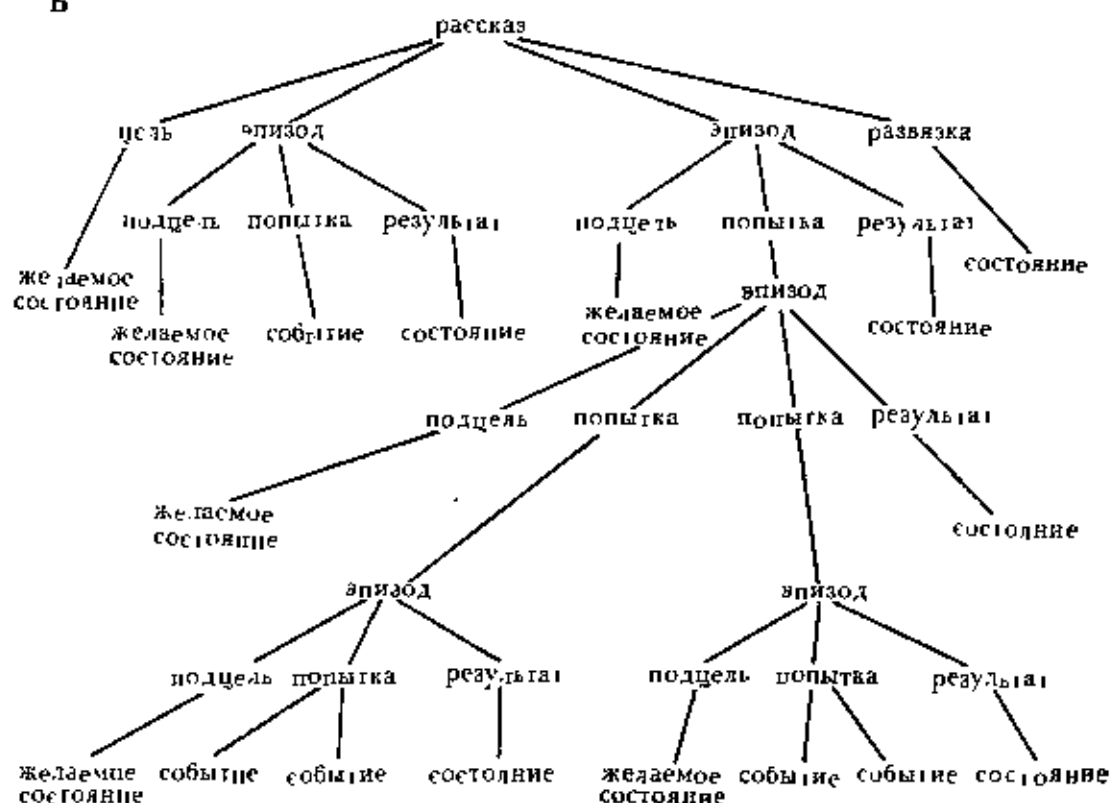 В
рассказ
цель эпизод эпизод развязка
подцель попытка результат подцель попытка результат
желаемое
состояние
состояние
эпизод
желаемое
состояние
желаемое
состояние
событие состояние состояние
подцель попытка попытка результат
желаемое
состояние
состояние
эпизод эпизод
подцель попытка результат подцель попытка результат
желаемое
состояние
событие событие состояние желаемое
состояние
событие событие состояние